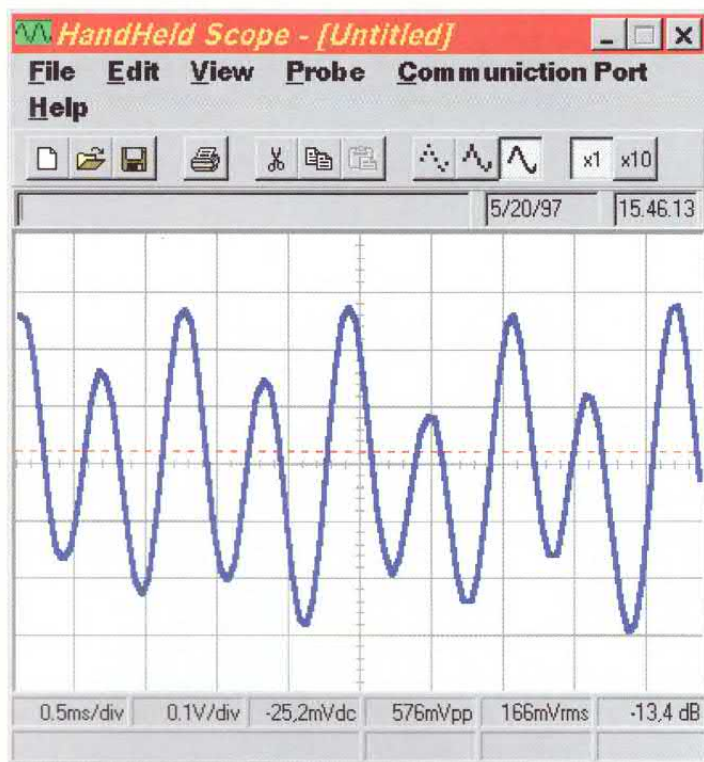 HandHeld Scope - [Untitled]
File Edit View Probe Communiction Port
Help
x1 x10
5/20/97 15.46.13
0.5ms/div 0.1V/div -25,2mVdc 576mVpp 166mVrms -13,4 dB